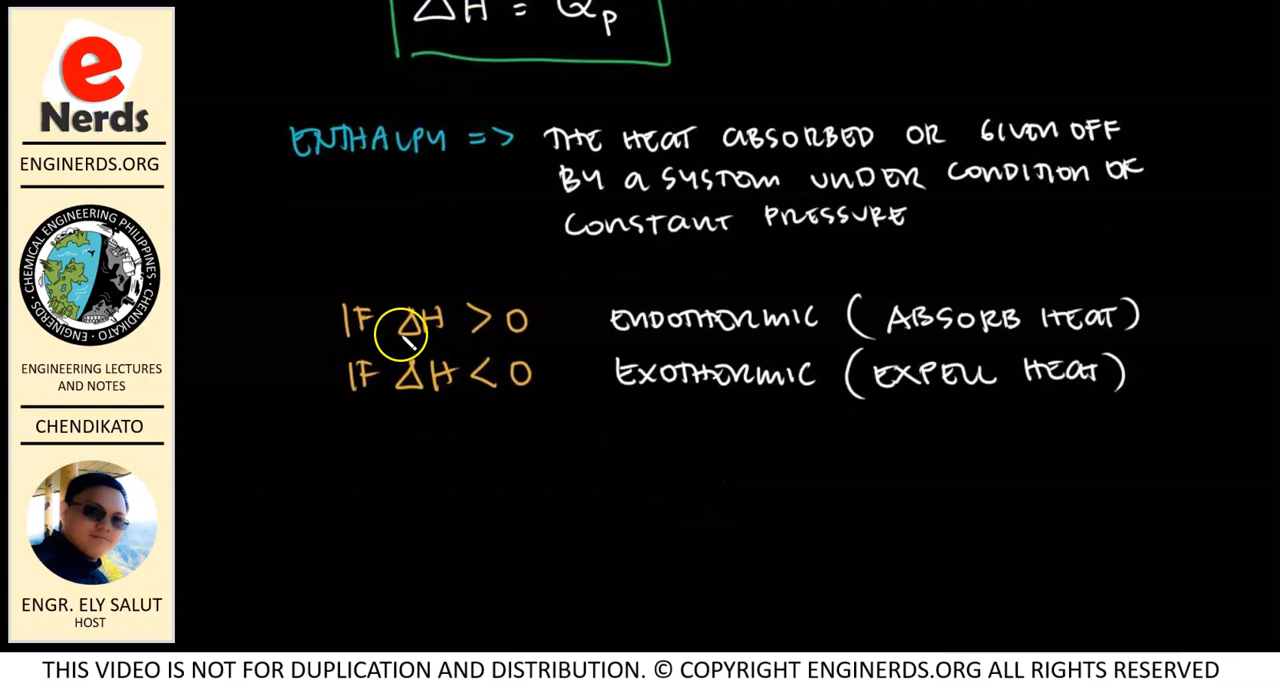 ΔH = Qp
e
Nerds
ENGINERDS.ORG
CHEMICAL ENGINEERING PHILIPPINES
· CHENDIKATO · ENGINERDS ·
ENGINEERING LECTURES
AND NOTES
CHENDIKATO
ENGR. ELY SALUT
HOST
ENTHALPY => THE HEAT ABSORBED OR GIVEN OFF
BY A SYSTEM UNDER CONDITION OF
CONSTANT PRESSURE
IF ΔH > 0 ENDOTHERMIC (ABSORB HEAT)
IF ΔH < 0 EXOTHERMIC (EXPELL HEAT)
THIS VIDEO IS NOT FOR DUPLICATION AND DISTRIBUTION. © COPYRIGHT ENGINERDS.ORG ALL RIGHTS RESERVED